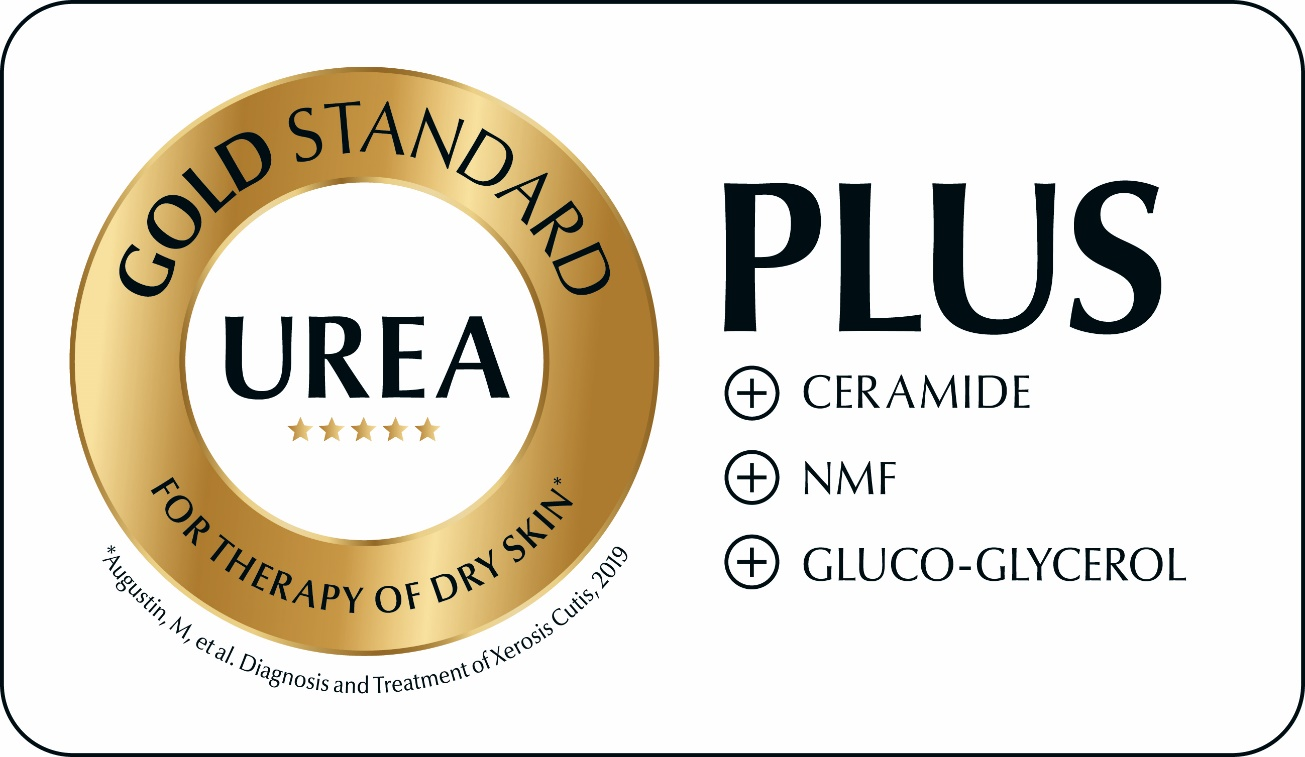 GOLD STANDARD
UREA
FOR THERAPY OF DRY SKIN*
*Augustin, M, et al. Diagnosis and Treatment of Xerosis Cutis, 2019
PLUS
CERAMIDE
NMF
GLUCO-GLYCEROL